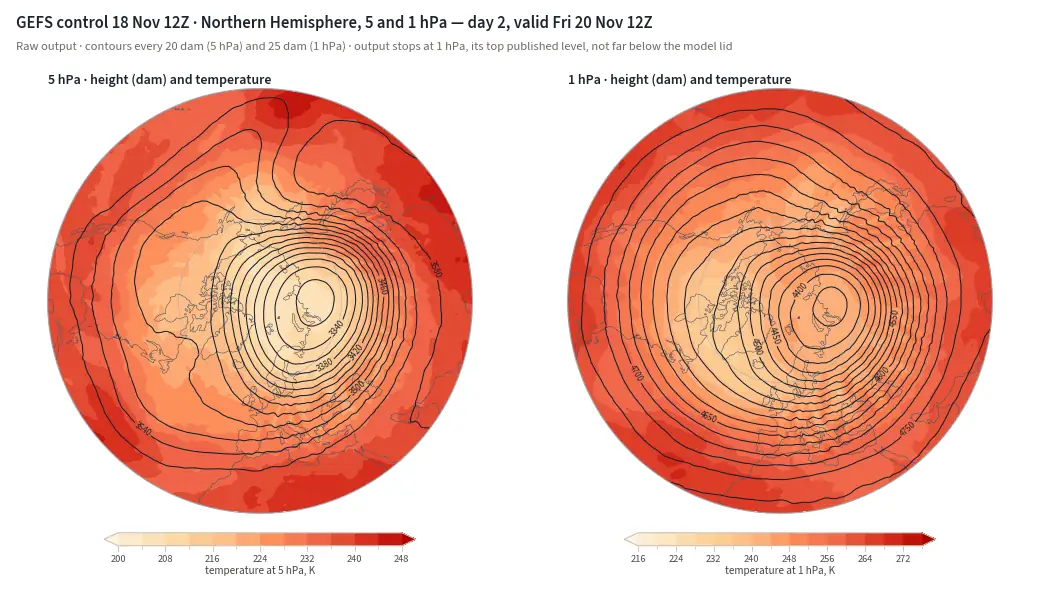 GEFS control 18 Nov 12Z · Northern Hemisphere, 5 and 1 hPa — day 2, valid Fri 20 Nov 12Z
Raw output · contours every 20 dam (5 hPa) and 25 dam (1 hPa) · output stops at 1 hPa, its top published level, not far below the model lid
5 hPa · height (dam) and temperature
1 hPa · height (dam) and temperature
3580
3460
3340
3420
3380
3500
3540
4400
4550
4450
4500
4700
4600
4650
4750
200 208 216 224 232 240 248
temperature at 5 hPa, K
216 224 232 240 248 256 264 272
temperature at 1 hPa, K